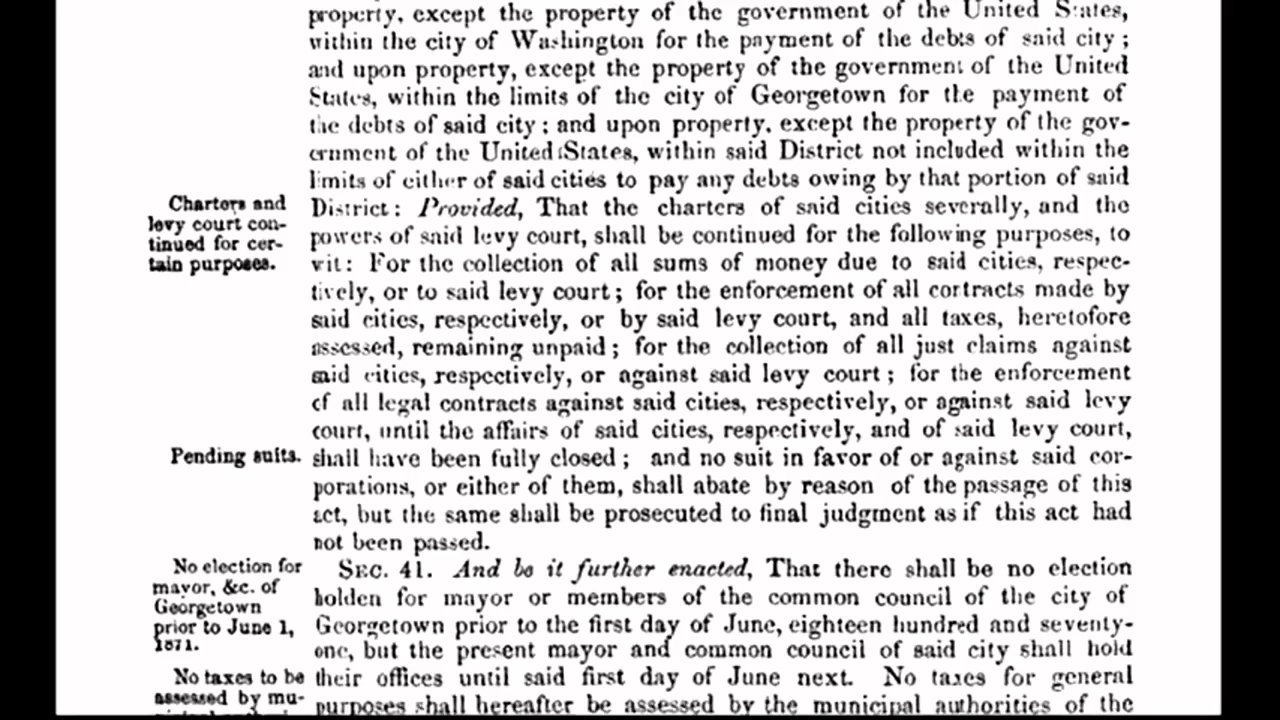 property, except the property of the government of the United States,
within the city of Washington for the payment of the debts of said city;
and upon property, except the property of the government of the United
States, within the limits of the city of Georgetown for the payment of
the debts of said city; and upon property, except the property of the gov-
ernment of the United States, within said District not included within the
limits of either of said cities to pay any debts owing by that portion of said
Charters and
levy court con-
tinued for cer-
tain purposes.
District: Provided, That the charters of said cities severally, and the
powers of said levy court, shall be continued for the following purposes, to
wit: For the collection of all sums of money due to said cities, respec-
tively, or to said levy court; for the enforcement of all contracts made by
said cities, respectively, or by said levy court, and all taxes, heretofore
assessed, remaining unpaid; for the collection of all just claims against
said cities, respectively, or against said levy court; for the enforcement
of all legal contracts against said cities, respectively, or against said levy
court, until the affairs of said cities, respectively, and of said levy court,
Pending suits.
shall have been fully closed; and no suit in favor of or against said cor-
porations, or either of them, shall abate by reason of the passage of this
act, but the same shall be prosecuted to final judgment as if this act had
not been passed.
No election for
mayor, &c. of
Georgetown
prior to June 1,
1871.
SEC. 41. And be it further enacted, That there shall be no election
holden for mayor or members of the common council of the city of
Georgetown prior to the first day of June, eighteen hundred and seventy-
one, but the present mayor and common council of said city shall hold
No taxes to be
assessed by mu-
their offices until said first day of June next. No taxes for general
purposes shall hereafter be assessed by the municipal authorities of the